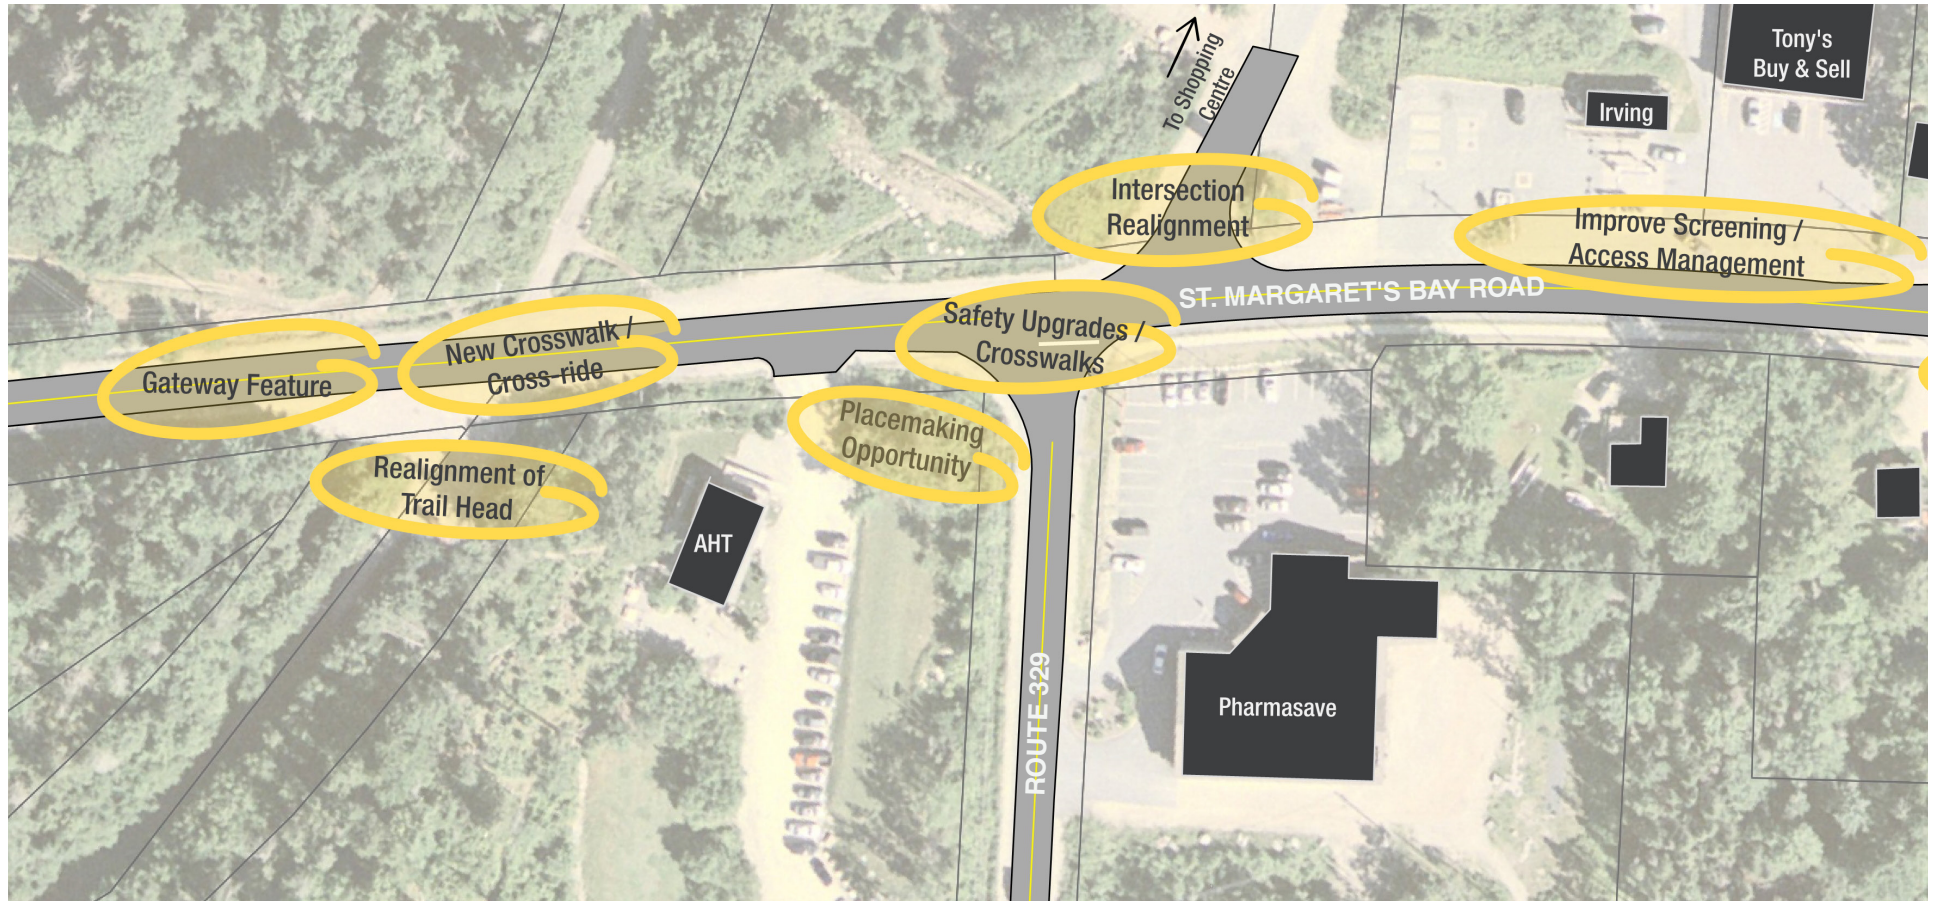 To Shopping
Centre
Tony's
Buy & Sell
Irving
Intersection
Realignment
Improve Screening /
Access Management
ST. MARGARET'S BAY ROAD
Safety Upgrades /
Crosswalks
New Crosswalk /
Cross-ride
Gateway Feature
Placemaking
Opportunity
Realignment of
Trail Head
AHT
ROUTE 329
Pharmasave